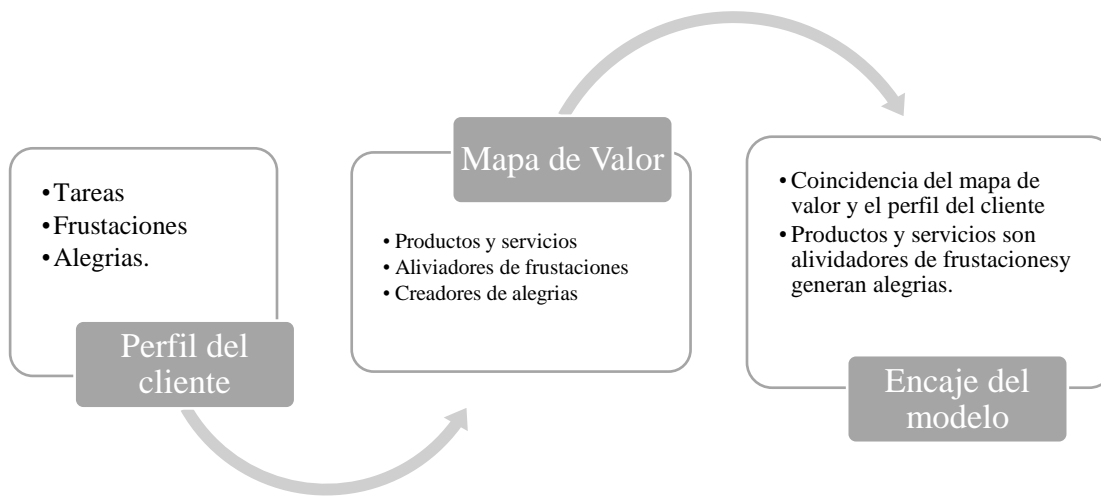 •Tareas
•Frustaciones
•Alegrias.
Perfil del
cliente
Mapa de Valor
• Productos y servicios
• Aliviadores de frustaciones
• Creadores de alegrias
• Coincidencia del mapa de
valor y el perfil del cliente
• Productos y servicios son
alividadores de frustacionesy
generan alegrias.
Encaje del
modelo